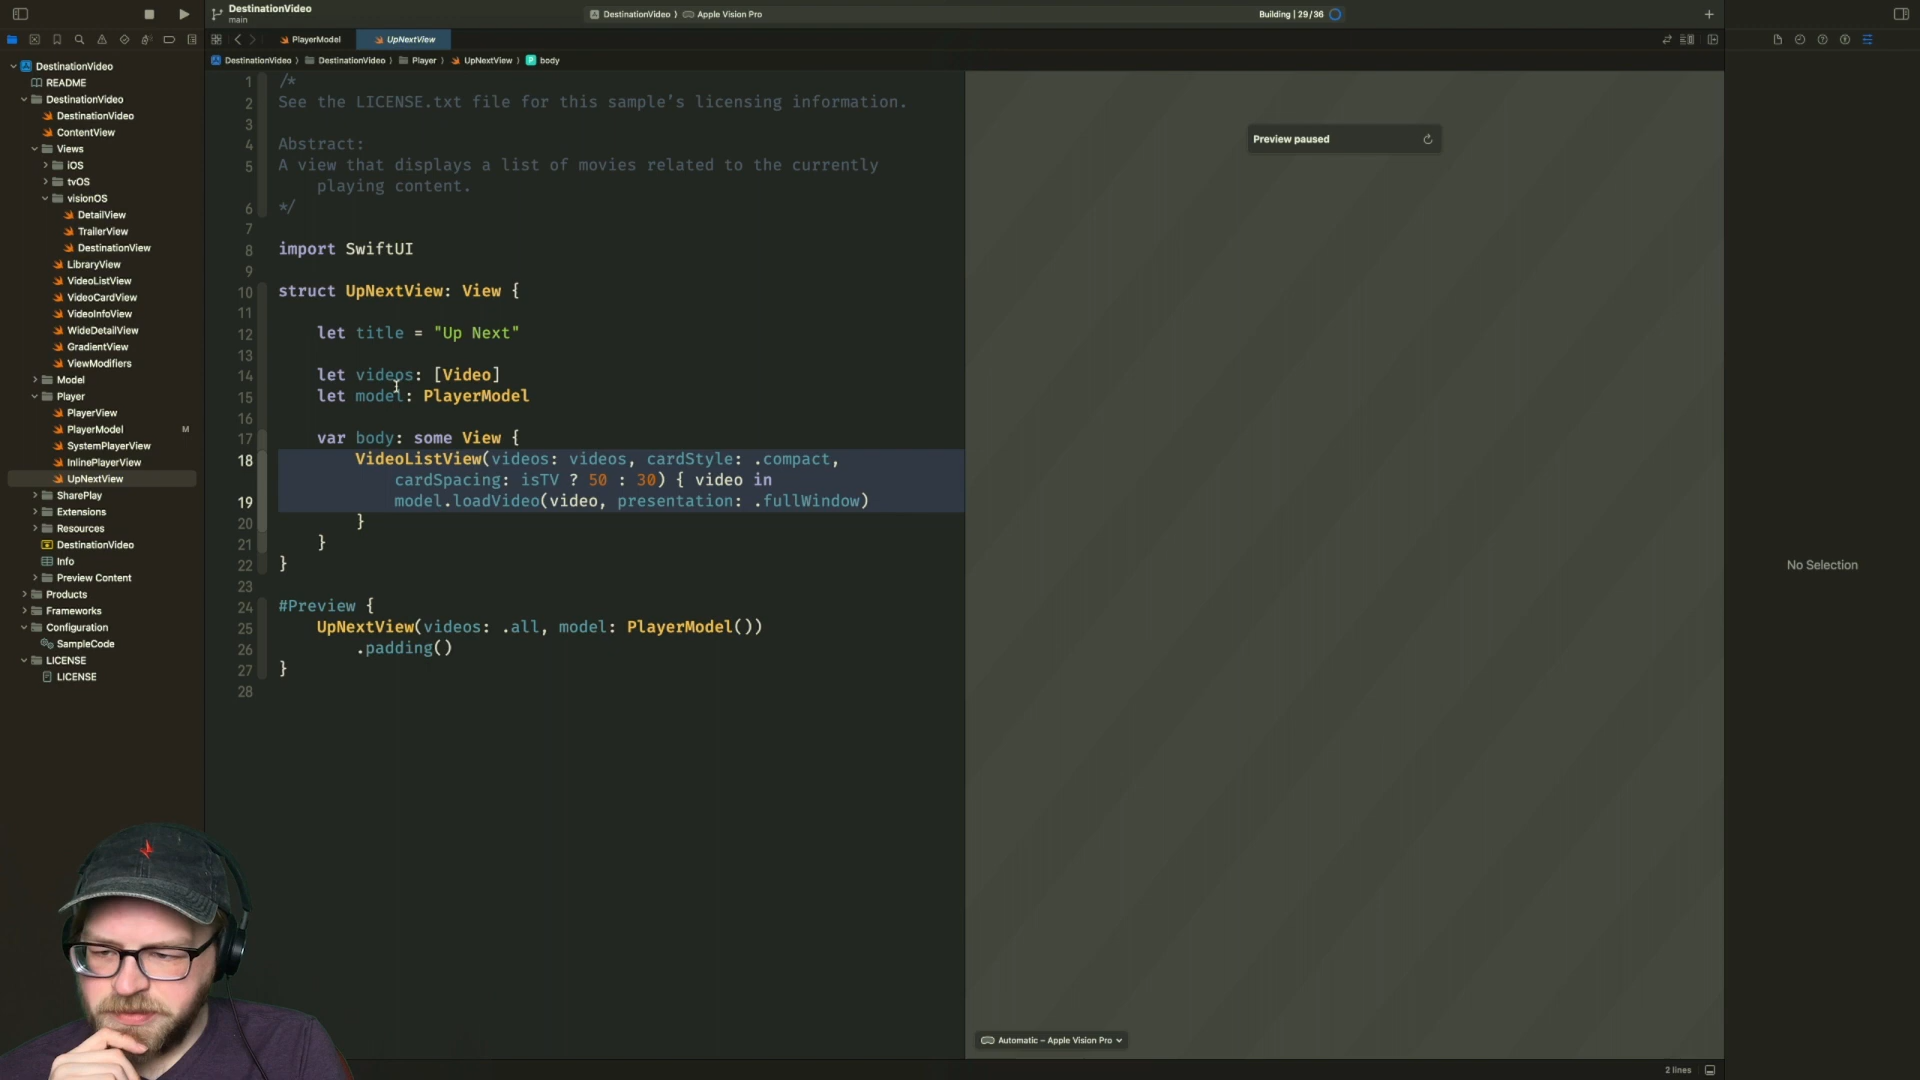 DestinationVideo
main
DestinationVideo 〉 Apple Vision Pro
Building | 29/36
PlayerModel
UpNextView
DestinationVideo 〉 DestinationVideo 〉 Player 〉 UpNextView 〉 P body
DestinationVideo
README
DestinationVideo
DestinationVideo
ContentView
Views
iOS
tvOS
visionOS
DetailView
TrailerView
DestinationView
LibraryView
VideoListView
VideoCardView
VideoInfoView
WideDetailView
GradientView
ViewModifiers
Model
Player
PlayerView
PlayerModel M
SystemPlayerView
InlinePlayerView
UpNextView
SharePlay
Extensions
Resources
DestinationVideo
Info
Preview Content
Products
Frameworks
Configuration
SampleCode
LICENSE
LICENSE
1 /*
2 See the LICENSE.txt file for this sample’s licensing information.
3
4 Abstract:
5 A view that displays a list of movies related to the currently
playing content.
6 */
7
8 import SwiftUI
9
10 struct UpNextView: View {
11
12 let title = "Up Next"
13
14 let videos: [Video]
15 let model: PlayerModel
16
17 var body: some View {
18 VideoListView(videos: videos, cardStyle: .compact,
cardSpacing: isTV ? 50 : 30) { video in
19 model.loadVideo(video, presentation: .fullWindow)
20 }
21 }
22 }
23
24 #Preview {
25 UpNextView(videos: .all, model: PlayerModel())
26 .padding()
27 }
28
Preview paused
No Selection
Automatic – Apple Vision Pro
2 lines